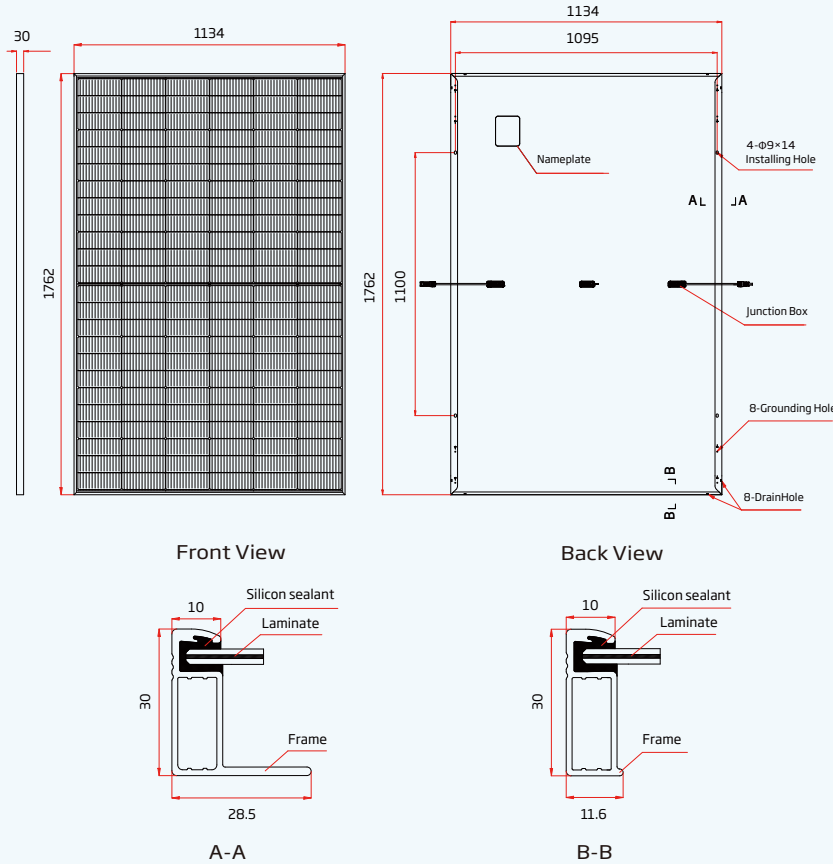 30
1134
1762
Front View
1134
1095
1762
1100
Nameplate
4-Φ9×14
Installing Hole
A
A
Junction Box
8-Grounding Hole
B
B
8-DrainHole
Back View
10
Silicon sealant
Laminate
30
Frame
28.5
A-A
10
Silicon sealant
Laminate
30
Frame
11.6
B-B